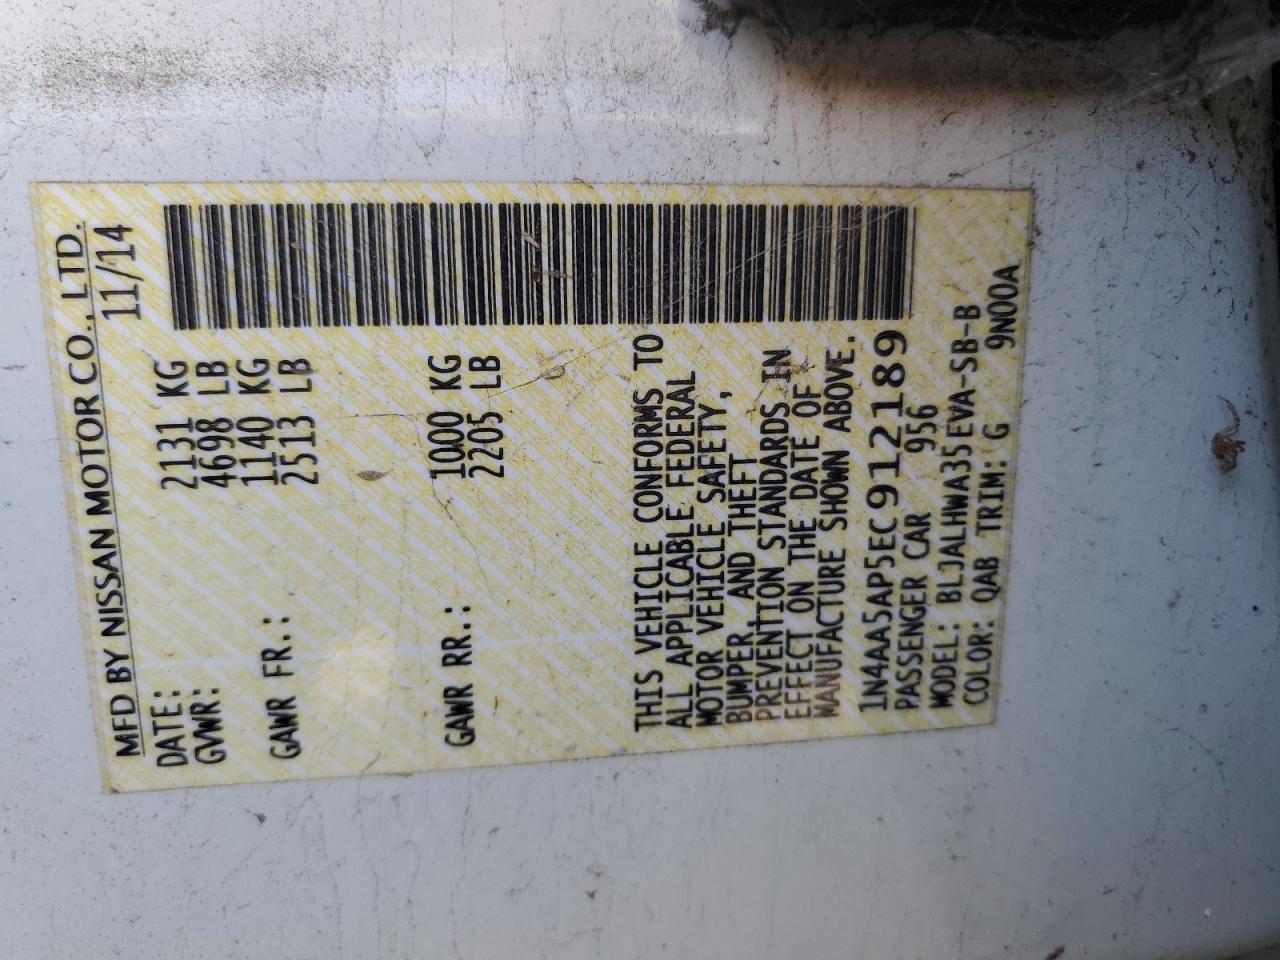 MFD BY NISSAN MOTOR CO., LTD.
DATE: 11/14
GVWR: 2131 KG
4698 LB
GAWR FR.: 1140 KG
2513 LB
GAWR RR.: 1000 KG
2205 LB
THIS VEHICLE CONFORMS TO
ALL APPLICABLE FEDERAL
MOTOR VEHICLE SAFETY,
BUMPER, AND THEFT
PREVENTION STANDARDS IN
EFFECT ON THE DATE OF
MANUFACTURE SHOWN ABOVE.
1N4AA5AP5EC912189
PASSENGER CAR 956
MODEL: BLJALHWA35EVA-SB-B
COLOR: QAB TRIM: G 9N00A